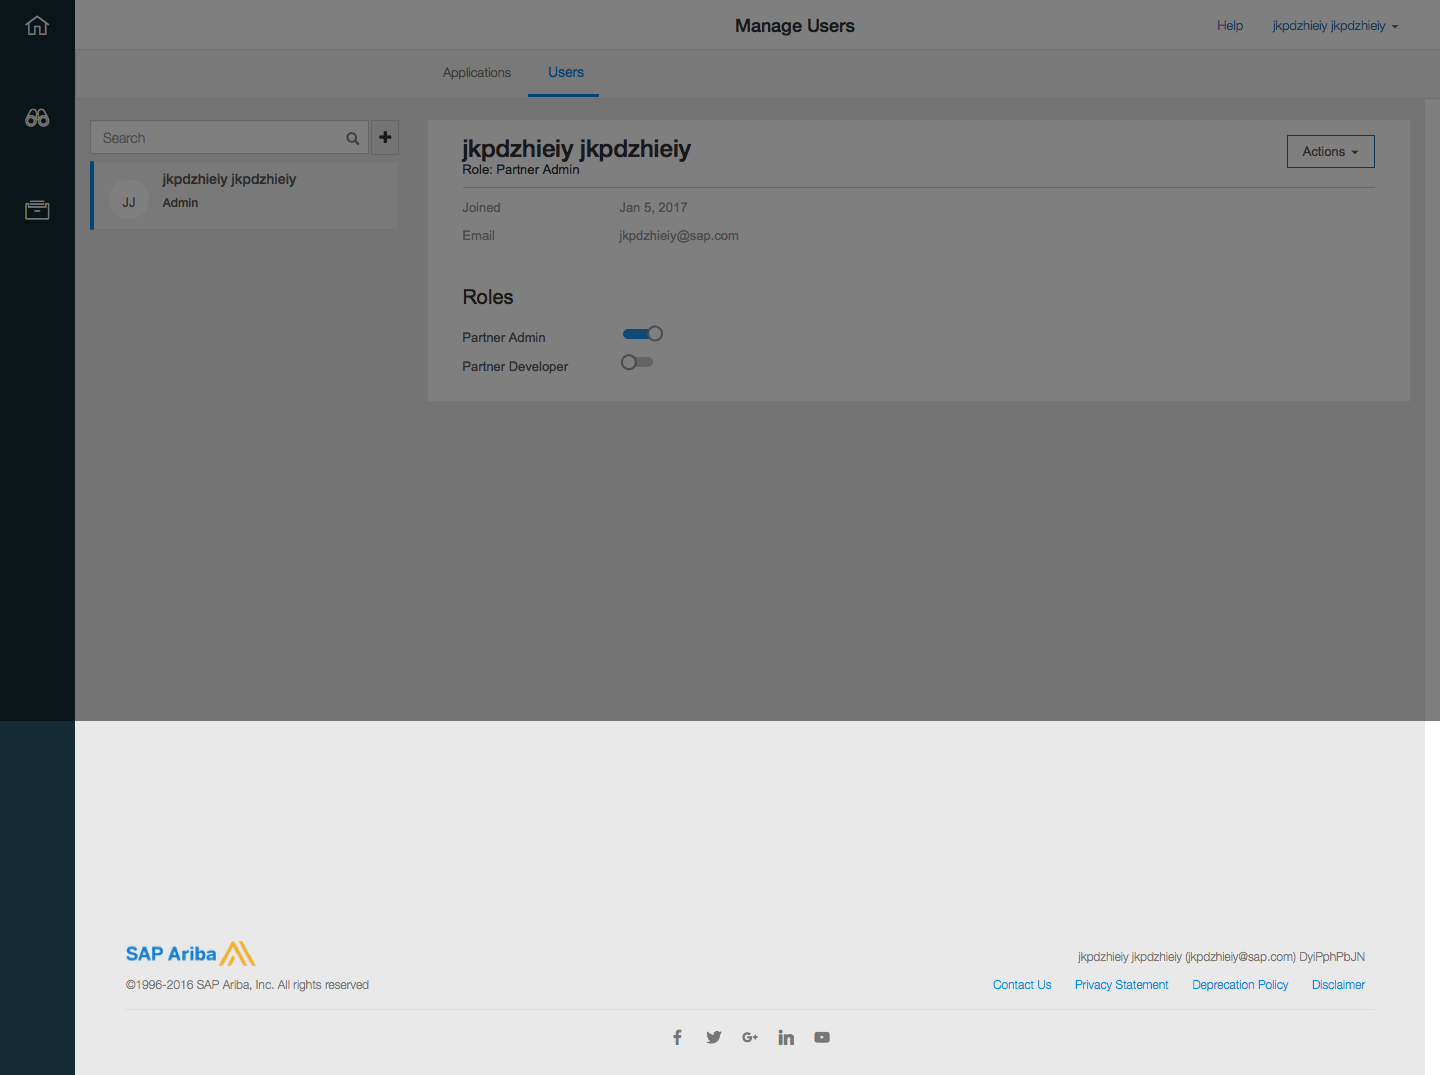 Manage Users
Help jkpdzhieiy jkpdzhieiy
Applications Users
Search
jkpdzhieiy jkpdzhieiy
JJ
Admin
jkpdzhieiy jkpdzhieiy
Role: Partner Admin
Actions
Joined Jan 5, 2017
Email jkpdzhieiy@sap.com
Roles
Partner Admin
Partner Developer
SAP Ariba
©1996-2016 SAP Ariba, Inc. All rights reserved
jkpdzhieiy jkpdzhieiy (jkpdzhieiy@sap.com) DyiPphPbJN
Contact Us Privacy Statement Deprecation Policy Disclaimer